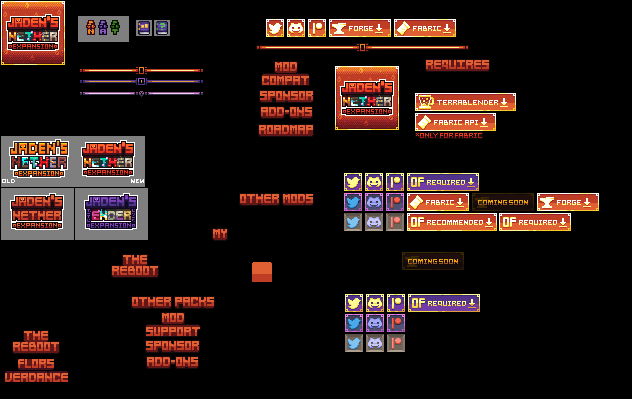 JADEN'S
NETHER
EXPANSION
N
FORGE
FABRIC
MOD
COMPAT
SPONSOR
ADD-ONS
ROADMAP
REQUIRES
JADEN'S
NETHER
EXPANSION
TERRABLENDER
FABRIC API
*ONLY FOR FABRIC
JADEN'S
NETHER
EXPANSION
OLD
JADEN'S
NETHER
EXPANSION
NEW
JADEN'S
NETHER
EXPANSION
JADEN'S
ENDER
EXPANSION
OTHER MODS
MY
OF REQUIRED
FABRIC
COMING SOON
FORGE
OF RECOMMENDED
OF REQUIRED
COMING SOON
THE
REBOOT
OTHER PACKS
MOD
SUPPORT
SPONSOR
ADD-ONS
OF REQUIRED
THE
REBOOT
FLORS
VERDANCE